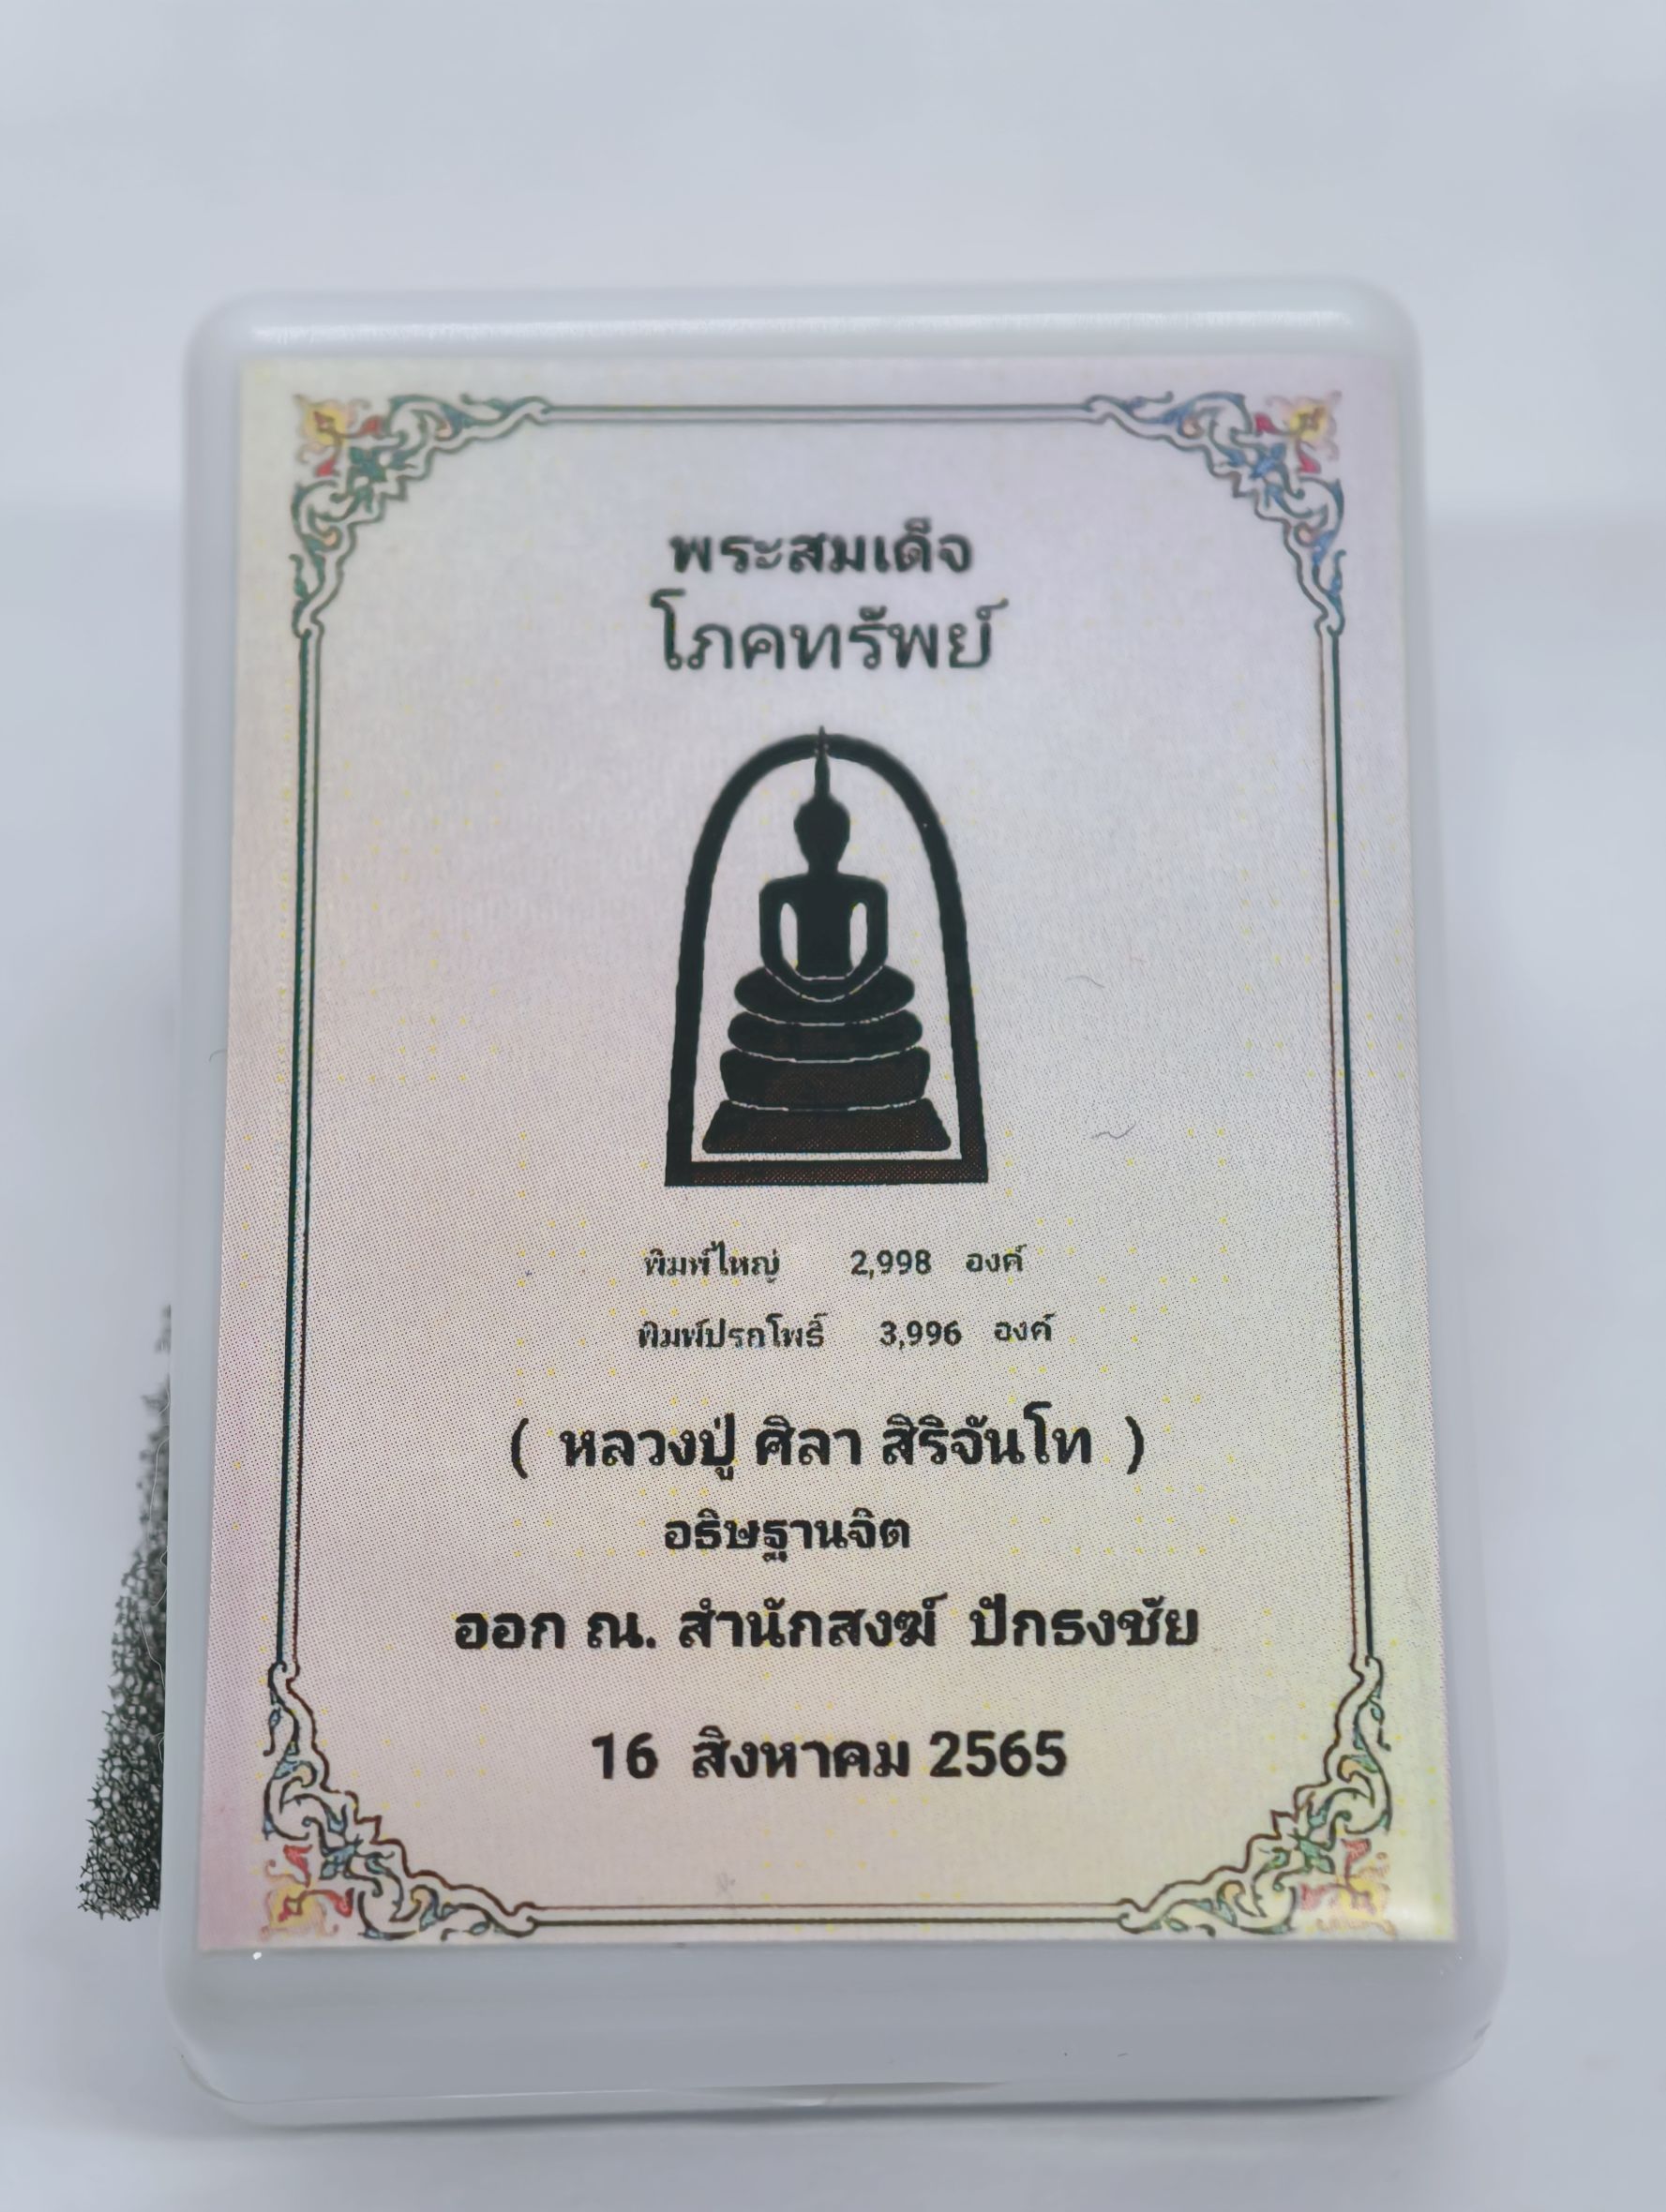 พระสมเด็จ
โภคทรัพย์
พิมพ์ใหญ่ 2,998 องค์
พิมพ์ปรกโพธิ์ 3,996 องค์
( หลวงปู่ ศิลา สิริจันโท )
อธิษฐานจิต
ออก ณ. สำนักสงฆ์ ปักธงชัย
16 สิงหาคม 2565